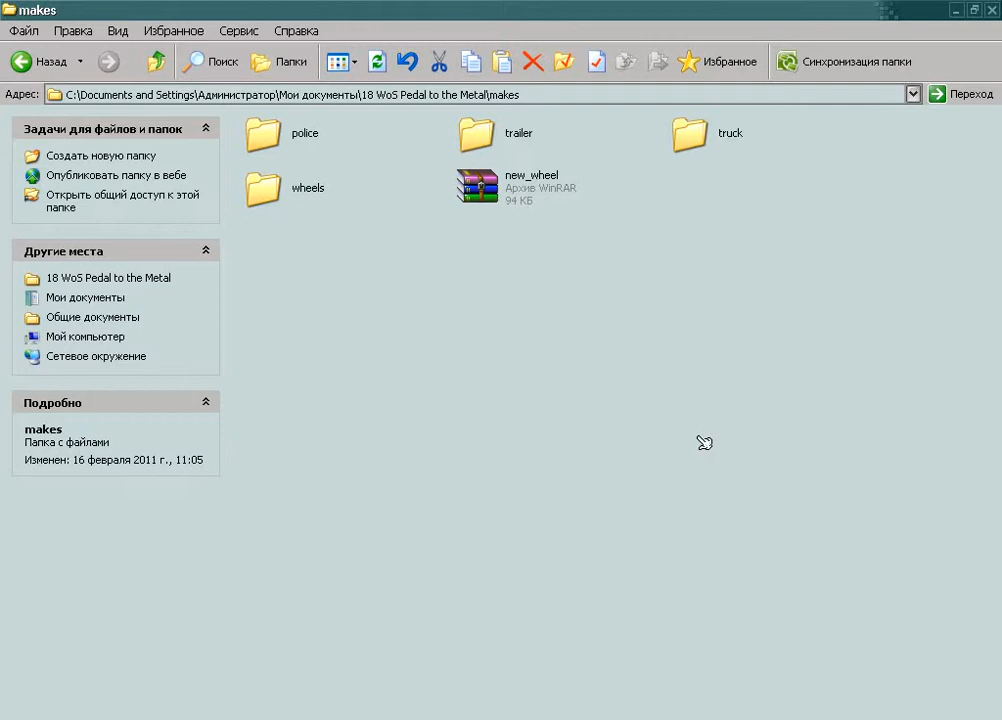 makes
Файл Правка Вид Избранное Сервис Справка
Назад Поиск Папки Избранное Синхронизация папки
Адрес: C:\Documents and Settings\Администратор\Мои документы\18 WoS Pedal to the Metal\makes Переход
Задачи для файлов и папок
Создать новую папку
Опубликовать папку в вебе
Открыть общий доступ к этой
папке
Другие места
18 WoS Pedal to the Metal
Мои документы
Общие документы
Мой компьютер
Сетевое окружение
Подробно
makes
Папка с файлами
Изменен: 16 февраля 2011 г., 11:05
police trailer truck
wheels
new_wheel
Архив WinRAR
94 КБ